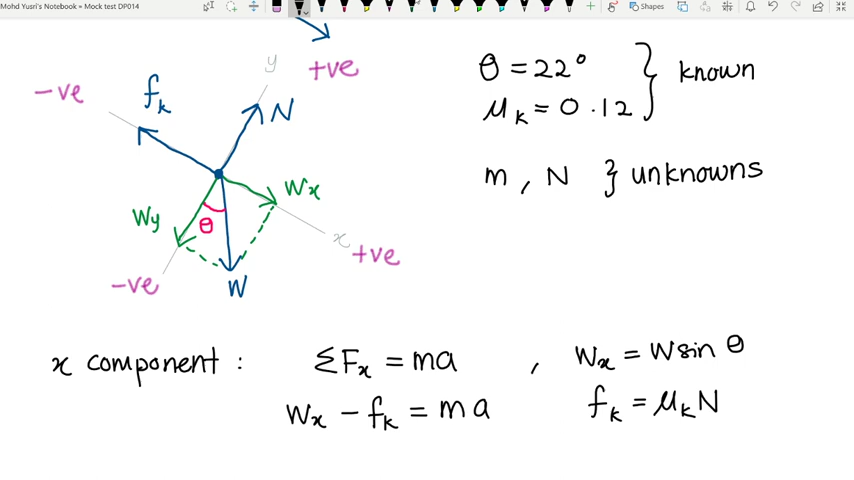 Mohd Yusri's Notebook » Mock test DP014
Shapes
+ve
y
-ve
fk
N
Wx
Wy
θ
x
+ve
-ve
W
θ = 22°
μk = 0.12
} known
m , N } unknowns
x component : ΣFx = ma , Wx = W sin θ
Wx - fk = ma
fk = μk N